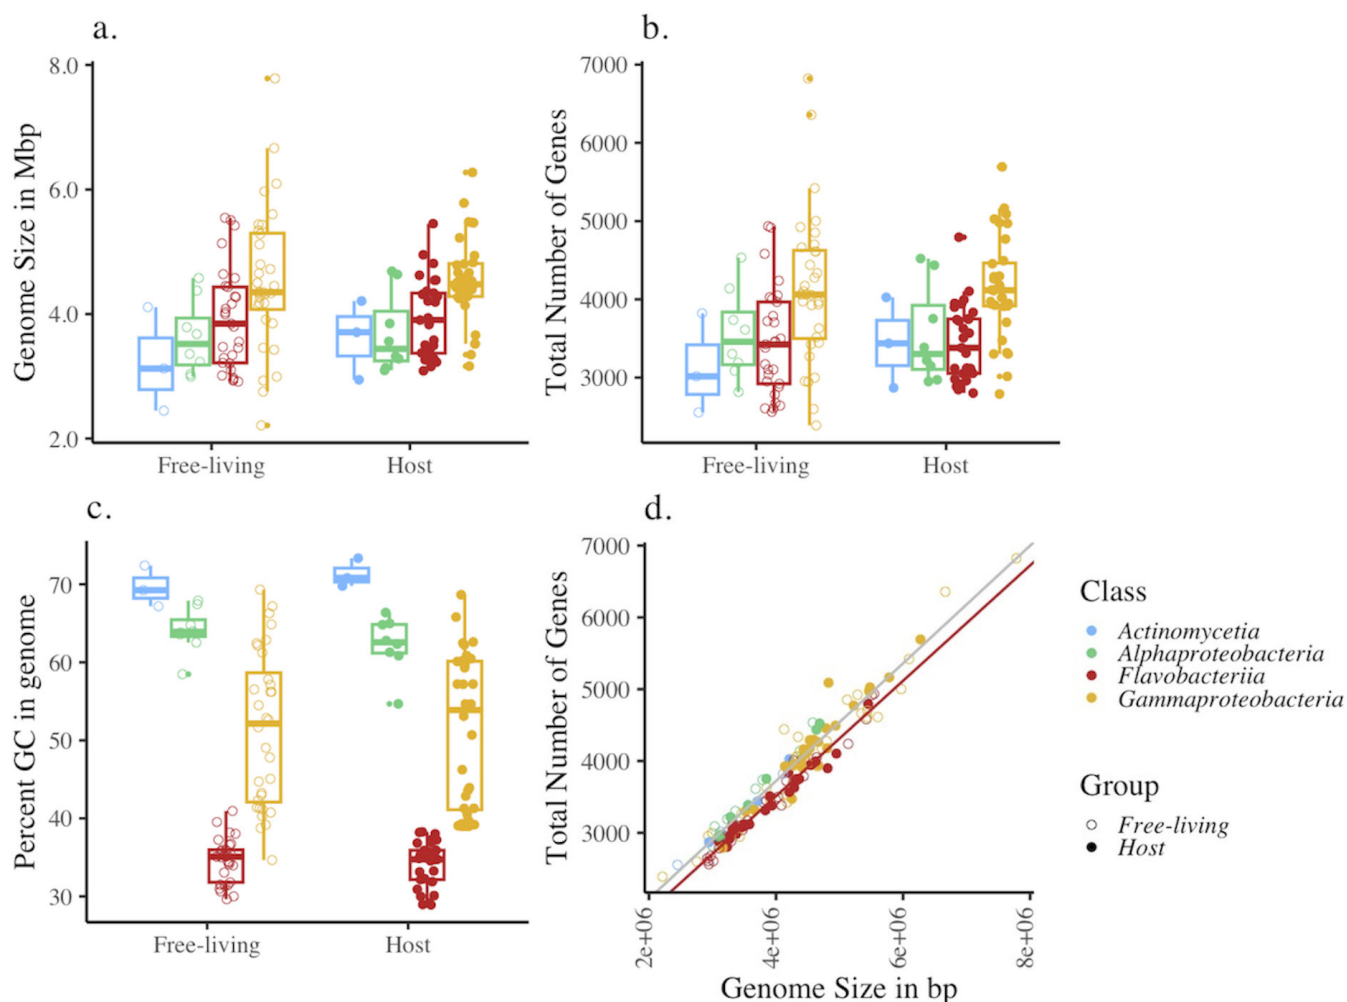 a.
Genome Size in Mbp
8.0
6.0
4.0
2.0
Free-living
Host
b.
Total Number of Genes
7000
6000
5000
4000
3000
Free-living
Host
c.
Percent GC in genome
70
60
50
40
30
Free-living
Host
d.
Total Number of Genes
7000
6000
5000
4000
3000
2e+06
4e+06
6e+06
8e+06
Genome Size in bp
Class
Actinomycetia
Alphaproteobacteria
Flavobacteriia
Gammaproteobacteria
Group
Free-living
Host